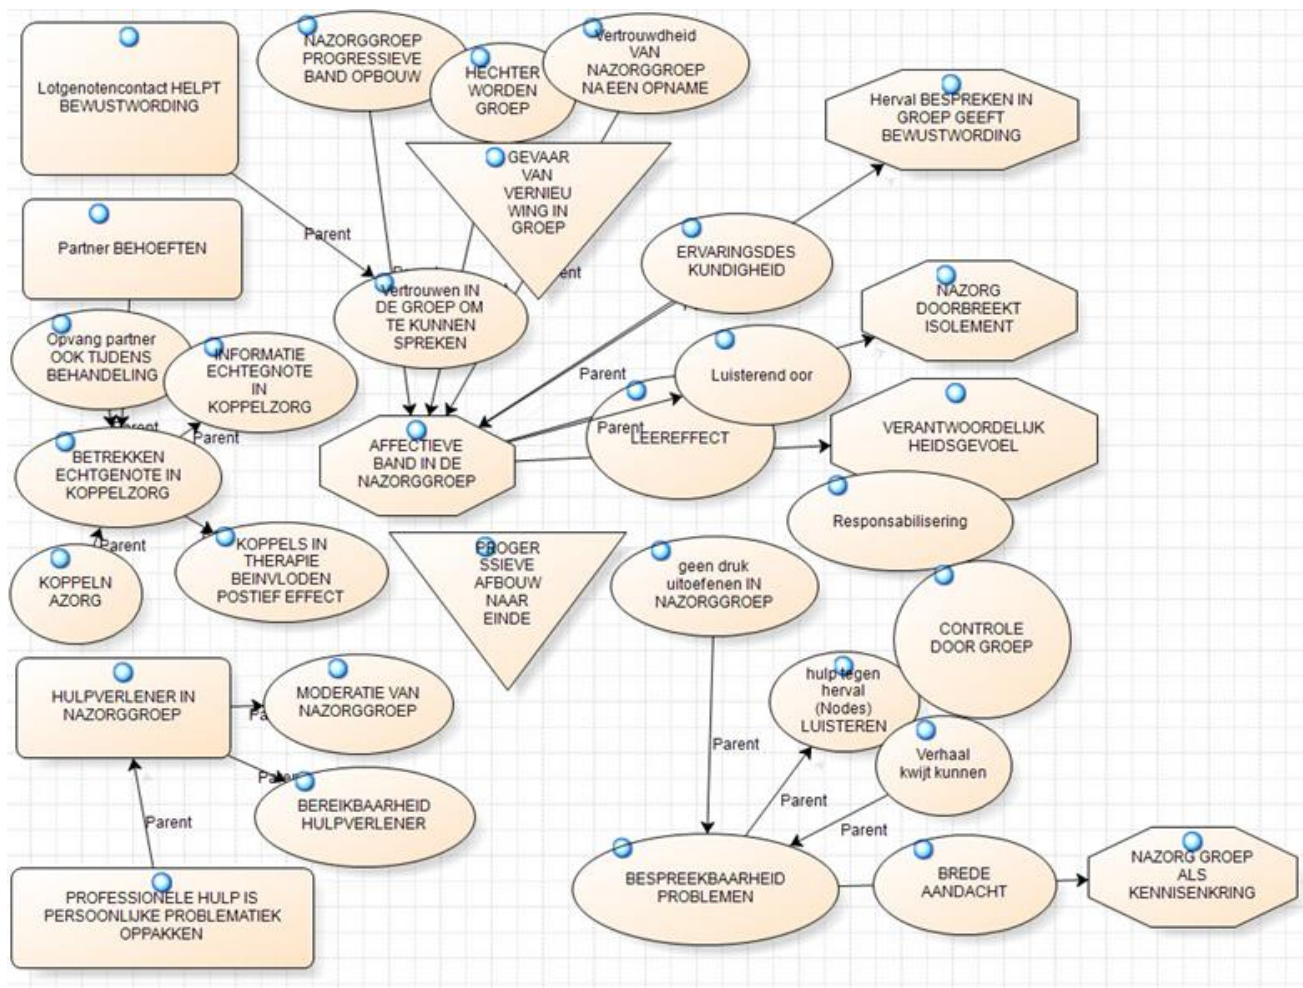 Lotgenotencontact HELPT
BEWUSTWORDING
NAZORGGROEP
PROGRESSIEVE
BAND OPBOUW
HECHTER
WORDEN
GROEP
Vertrouwdheid
VAN
NAZORGGROEP
NA EEN OPNAME
Herval BESPREKEN IN
GROEP GEEFT
BEWUSTWORDING
GEVAAR
VAN
VERNIEU
WING IN
GROEP
Partner BEHOEFTEN
Parent
ERVARINGSDES
KUNDIGHEID
Vertrouwen IN
DE GROEP OM
TE KUNNEN
SPREKEN
NAZORG
DOORBREEKT
ISOLEMENT
Opvang partner
OOK TIJDENS
BEHANDELING
INFORMATIE
ECHTEGNOTE
IN
KOPPELZORG
Parent
Luisterend oor
Parent
LEEREFFECT
VERANTWOORDELIJK
HEIDSGEVOEL
Parent
Parent
BETREKKEN
ECHTGENOTE IN
KOPPELZORG
AFFECTIEVE
BAND IN DE
NAZORGGROEP
Responsabilisering
Parent
KOPPELN
AZORG
KOPPELS IN
THERAPIE
BEINVLODEN
POSTIEF EFFECT
PROGER
SSIEVE
AFBOUW
NAAR
EINDE
geen druk
uitoefenen IN
NAZORGGROEP
CONTROLE
DOOR GROEP
HULPVERLENER IN
NAZORGGROEP
MODERATIE VAN
NAZORGGROEP
hulp tegen
herval
(Nodes)
LUISTEREN
Parent
Verhaal
kwijt kunnen
BEREIKBAARHEID
HULPVERLENER
Parent
Parent
Parent
PROFESSIONELE HULP IS
PERSOONLIJKE PROBLEMATIEK
OPPAKKEN
BESPREEKBAARHEID
PROBLEMEN
BREDE
AANDACHT
NAZORG GROEP
ALS
KENNISENKRING